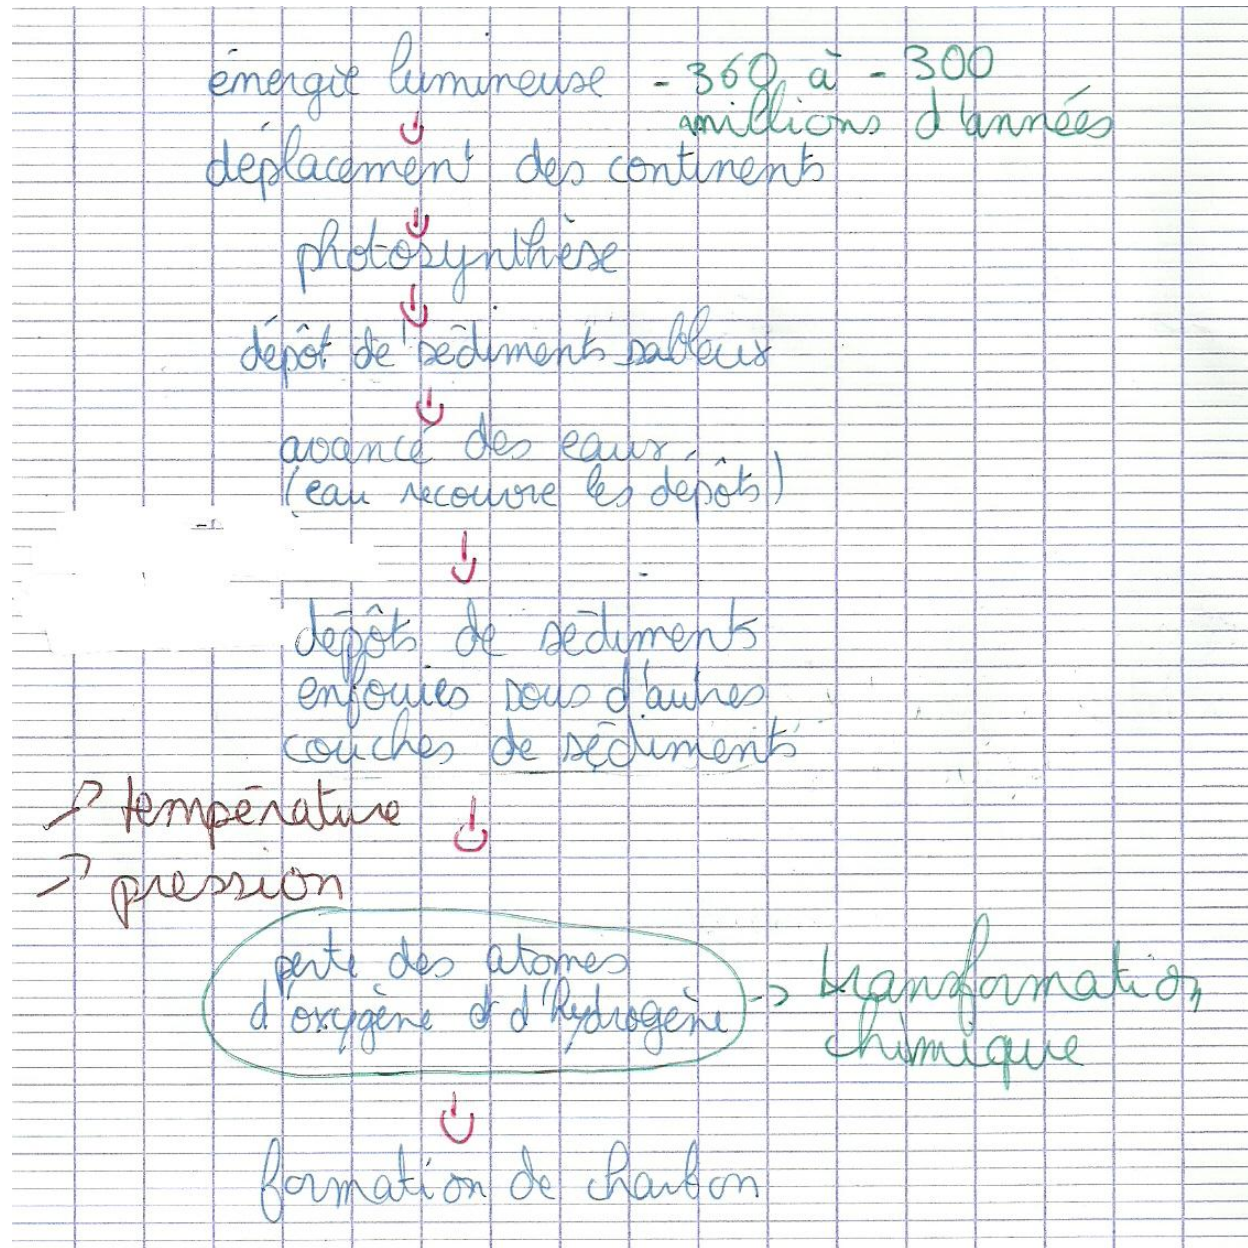 énergie lumineuse - 360 à - 300
millions d'années
déplacement des continents
photosynthèse
dépôt de sédiments sableux
avancé des eaux
(eau recouvre les dépôts)
dépôts de sédiments
enfouies sous d'autres
couches de sédiments
↗ température
↗ pression
perte des atomes
d'oxygène et d'hydrogène
-> transformation
chimique
formation de charbon